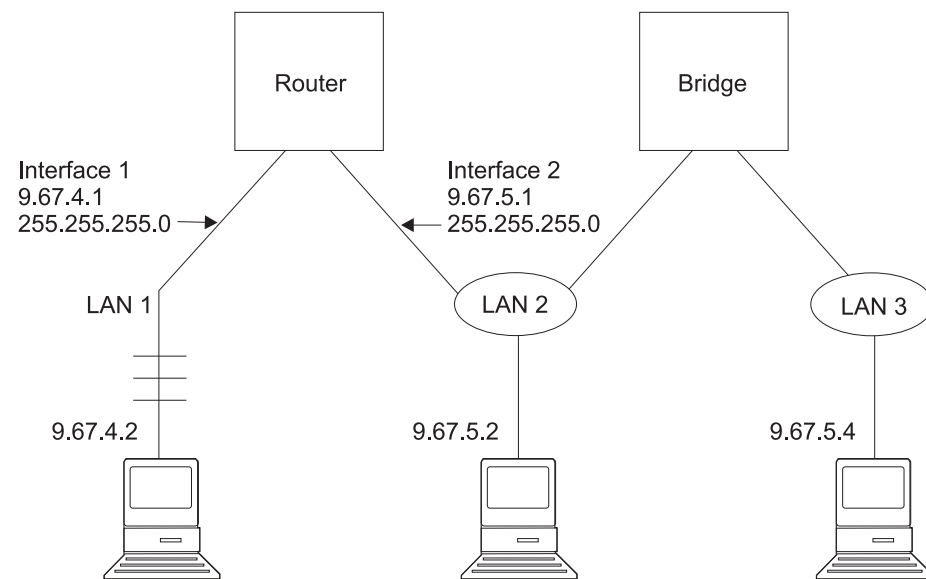 Router
Bridge
Interface 1
9.67.4.1
255.255.255.0
Interface 2
9.67.5.1
255.255.255.0
LAN 1
LAN 2
LAN 3
9.67.4.2
9.67.5.2
9.67.5.4